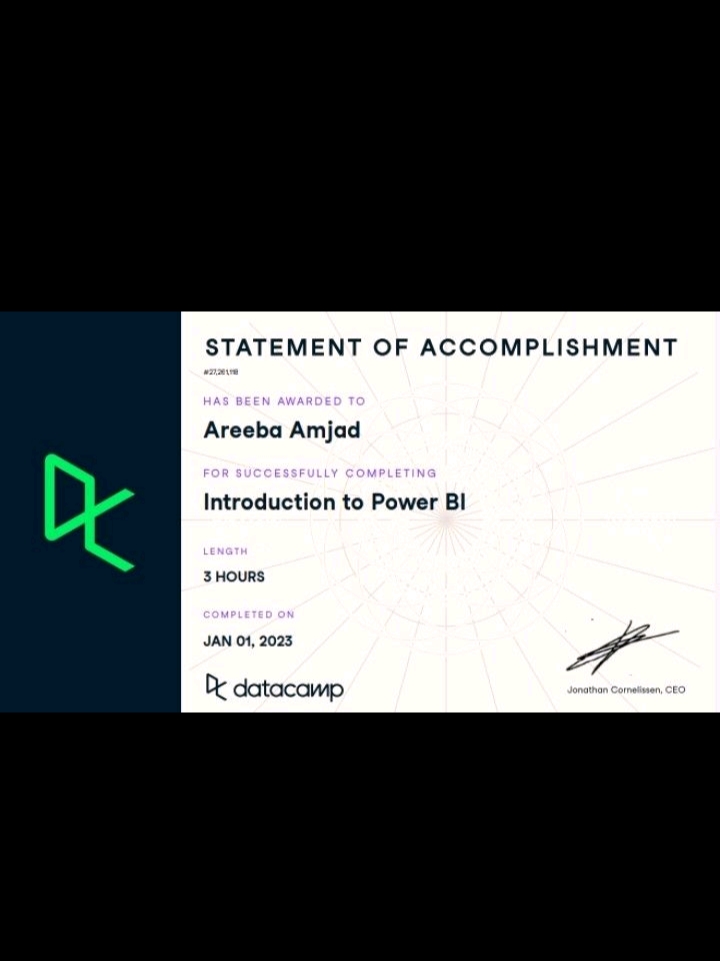 STATEMENT OF ACCOMPLISHMENT
#27,261,118
HAS BEEN AWARDED TO
Areeba Amjad
FOR SUCCESSFULLY COMPLETING
Introduction to Power BI
LENGTH
3 HOURS
COMPLETED ON
JAN 01, 2023
datacamp
Jonathan Cornelissen, CEO